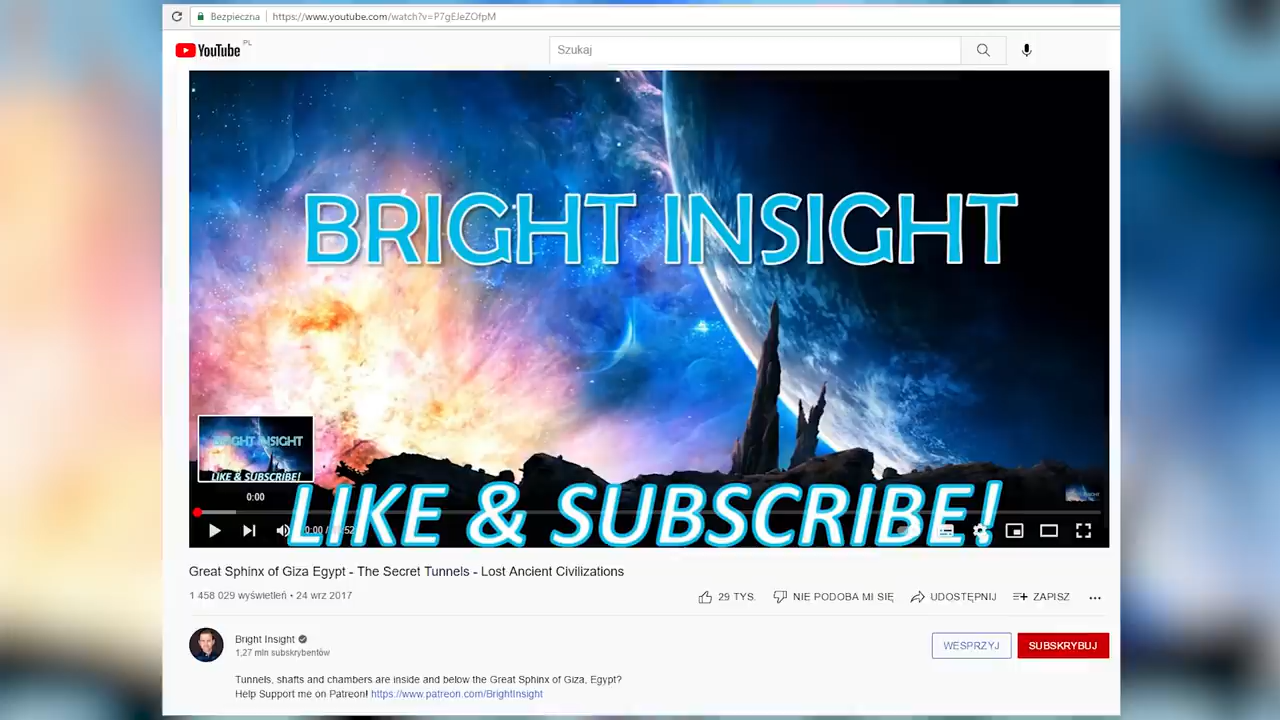 Bezpieczna
https://www.youtube.com/watch?v=P7gEJeZOfpM
YouTube PL
Szukaj
BRIGHT INSIGHT
BRIGHT INSIGHT
LIKE & SUBSCRIBE!
0:00
LIKE & SUBSCRIBE!
0:00 /
Great Sphinx of Giza Egypt - The Secret Tunnels - Lost Ancient Civilizations
1 458 029 wyświetleń • 24 wrz 2017
29 TYS. NIE PODOBA MI SIĘ UDOSTĘPNIJ ZAPISZ
Bright Insight
1,27 mln subskrybentów
WESPRZYJ SUBSKRYBUJ
Tunnels, shafts and chambers are inside and below the Great Sphinx of Giza, Egypt?
Help Support me on Patreon! https://www.patreon.com/BrightInsight